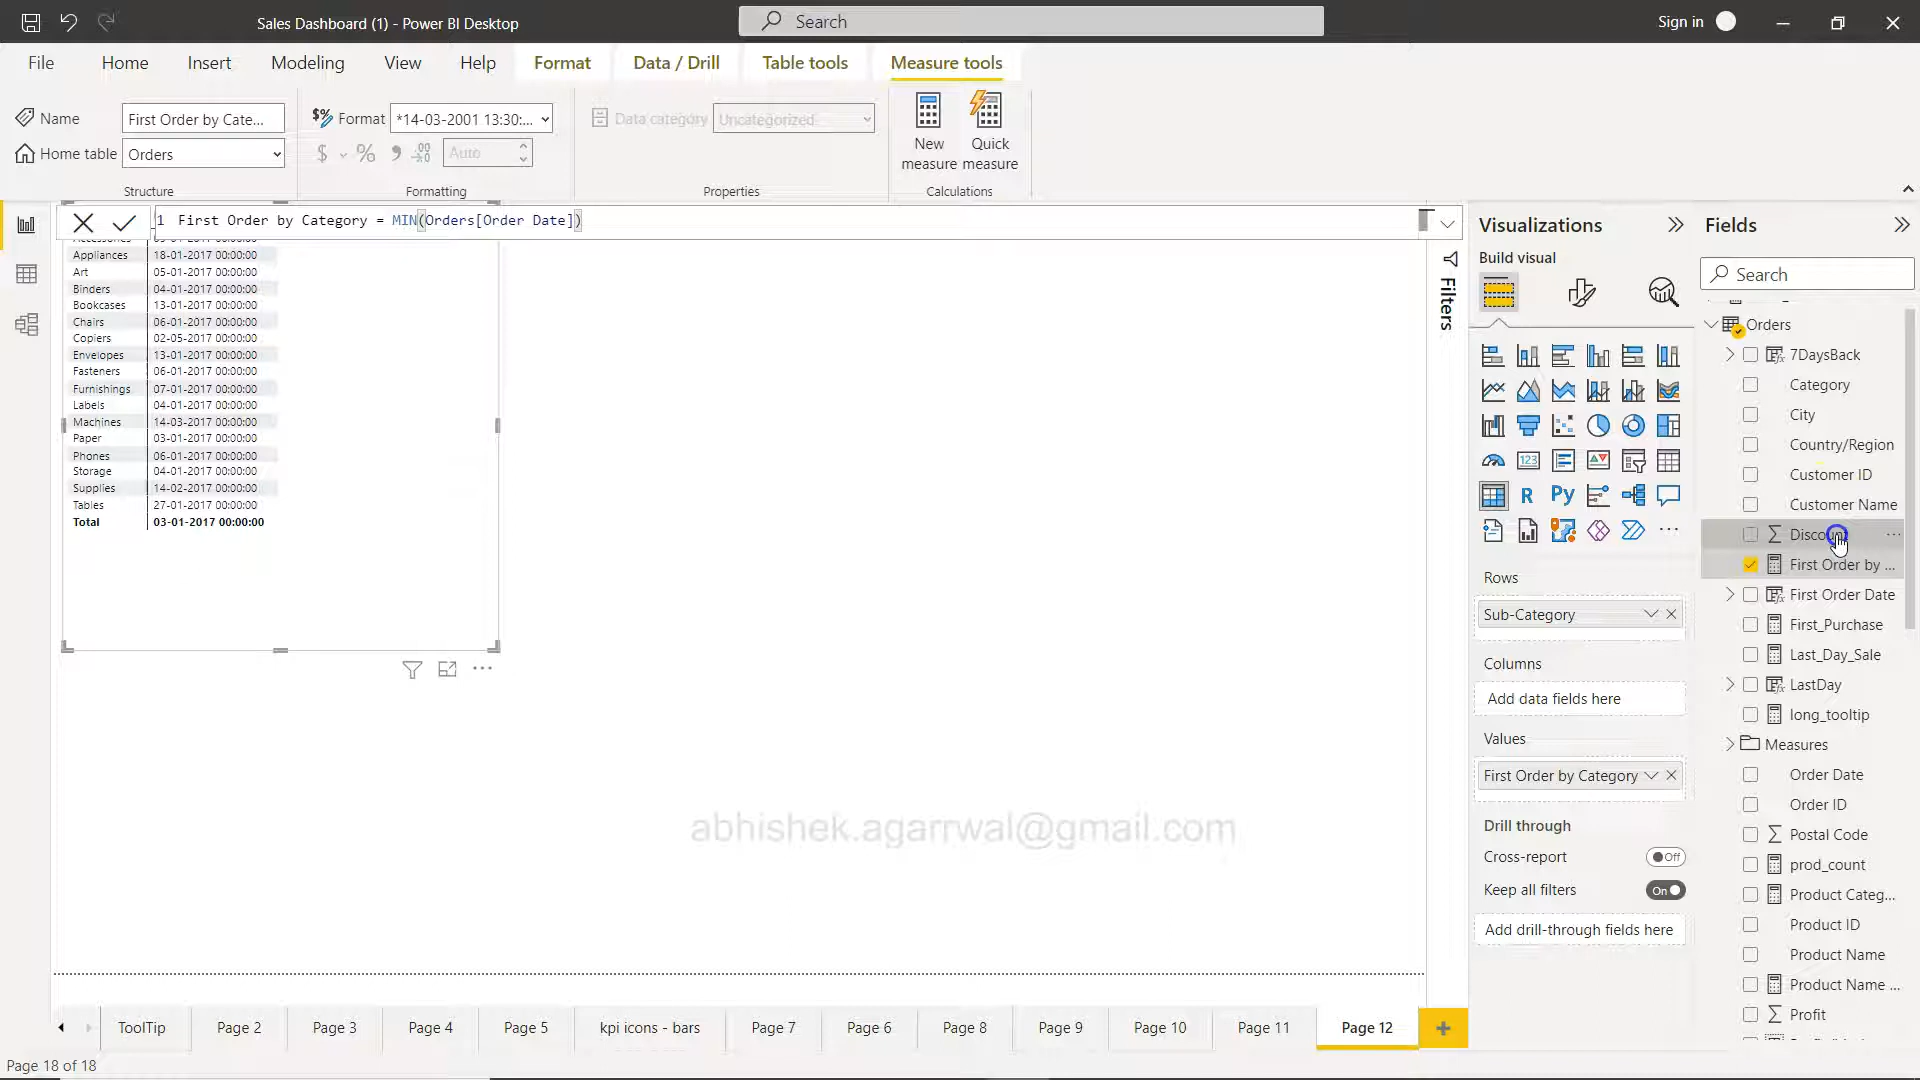 Sales Dashboard (1) - Power BI Desktop
Search
Sign in
File
Home
Insert
Modeling
View
Help
Format
Data / Drill
Table tools
Measure tools
Name
First Order by Cate...
Format
*14-03-2001 13:30:...
Data category
Uncategorized
New measure
Quick measure
Home table
Orders
$
%
Auto
Structure
Formatting
Properties
Calculations
1 First Order by Category = MIN(Orders[Order Date])
Appliances 18-01-2017 00:00:00
Art 05-01-2017 00:00:00
Binders 04-01-2017 00:00:00
Bookcases 13-01-2017 00:00:00
Chairs 06-01-2017 00:00:00
Copiers 02-05-2017 00:00:00
Envelopes 13-01-2017 00:00:00
Fasteners 06-01-2017 00:00:00
Furnishings 07-01-2017 00:00:00
Labels 04-01-2017 00:00:00
Machines 14-03-2017 00:00:00
Paper 03-01-2017 00:00:00
Phones 06-01-2017 00:00:00
Storage 04-01-2017 00:00:00
Supplies 14-02-2017 00:00:00
Tables 27-01-2017 00:00:00
Total 03-01-2017 00:00:00
abhishek.agarrwal@gmail.com
Filters
Visualizations
Build visual
123
R
Py
Rows
Sub-Category
Columns
Add data fields here
Values
First Order by Category
Drill through
Cross-report
Off
Keep all filters
On
Add drill-through fields here
Fields
Search
Orders
7DaysBack
Category
City
Country/Region
Customer ID
Customer Name
First Order by ...
First Order Date
First_Purchase
Last_Day_Sale
LastDay
long_tooltip
Measures
Order Date
Order ID
Postal Code
prod_count
Product Categ...
Product ID
Product Name
Product Name ...
Profit
ToolTip
Page 2
Page 3
Page 4
Page 5
kpi icons - bars
Page 7
Page 6
Page 8
Page 9
Page 10
Page 11
Page 12
Page 18 of 18